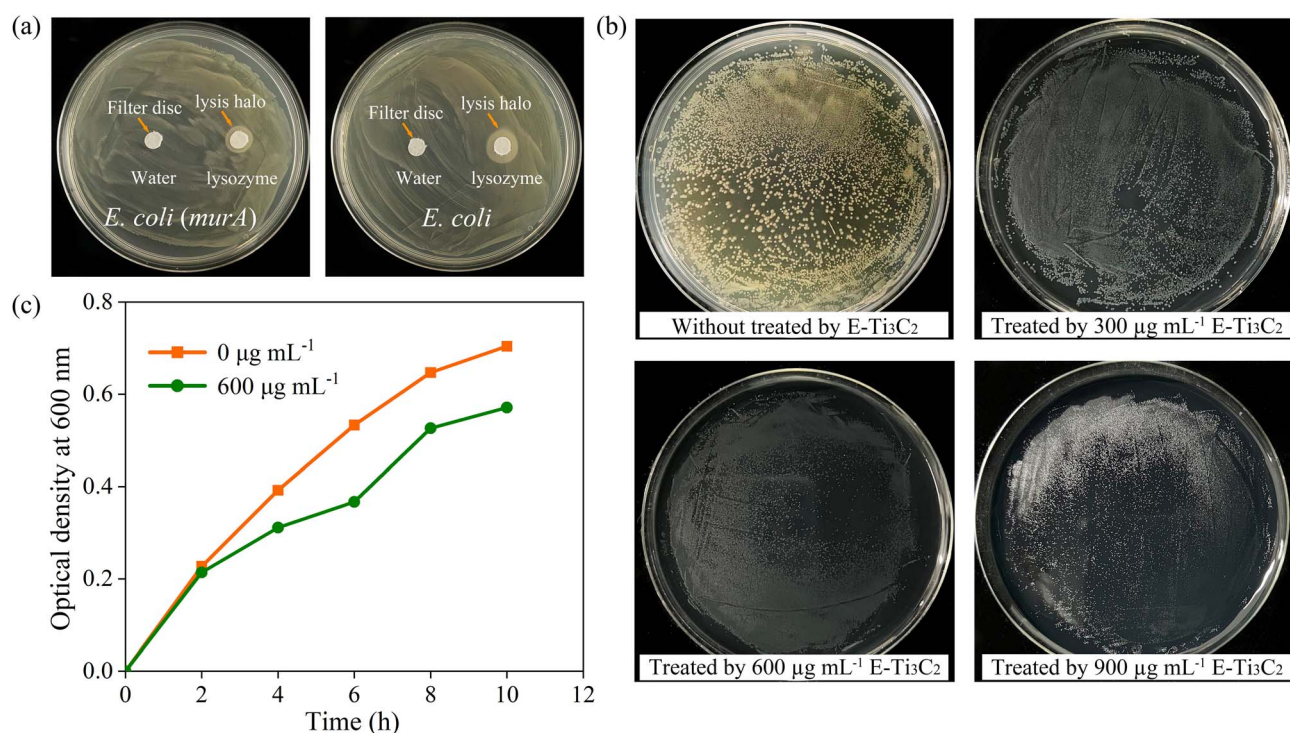 (a)
Filter disc
lysis halo
Water
lysozyme
E. coli (murA)
Filter disc
lysis halo
Water
lysozyme
E. coli
(b)
Without treated by E-Ti₃C₂
Treated by 300 µg mL⁻¹ E-Ti₃C₂
Treated by 600 µg mL⁻¹ E-Ti₃C₂
Treated by 900 µg mL⁻¹ E-Ti₃C₂
(c)
0.8
0.6
0.4
0.2
0.0
Optical density at 600 nm
0 µg mL⁻¹
600 µg mL⁻¹
0
2
4
6
8
10
12
Time (h)